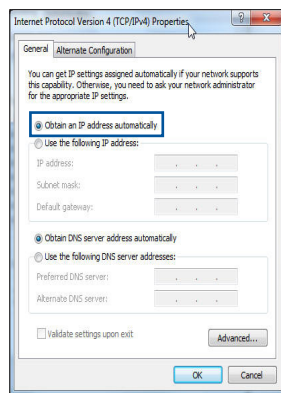 Internet Protocol Version 4 (TCP/IPv4) Properties
General
Alternate Configuration
You can get IP settings assigned automatically if your network supports
this capability. Otherwise, you need to ask your network administrator
for the appropriate IP settings.
Obtain an IP address automatically
Use the following IP address:
IP address:
Subnet mask:
Default gateway:
Obtain DNS server address automatically
Use the following DNS server addresses:
Preferred DNS server:
Alternate DNS server:
Validate settings upon exit
Advanced...
OK
Cancel